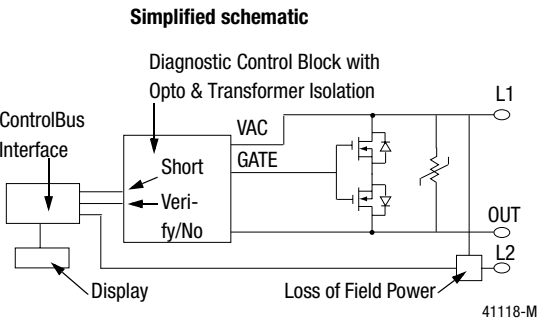 Simplified schematic
Diagnostic Control Block with
Opto & Transformer Isolation
ControlBus
Interface
VAC
GATE
Short
Veri-
fy/No
L1
OUT
L2
Display
Loss of Field Power
41118-M